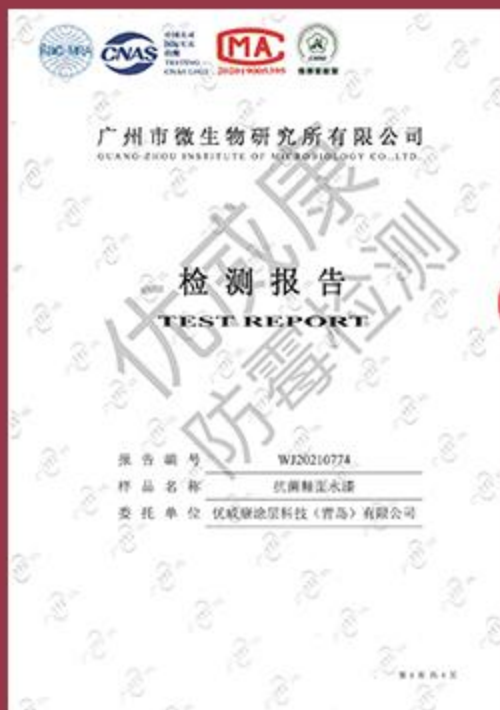 CNAS
MA
广州市微生物研究所有限公司
GUANG ZHOU INSTITUTE OF MICROBIOLOGY CO.,LTD.
检测报告
TEST REPORT
优威康
防霉检测
报告编号 WJ20210774
样品名称 抗菌釉面水漆
委托单位 优威康涂层科技（青岛）有限公司